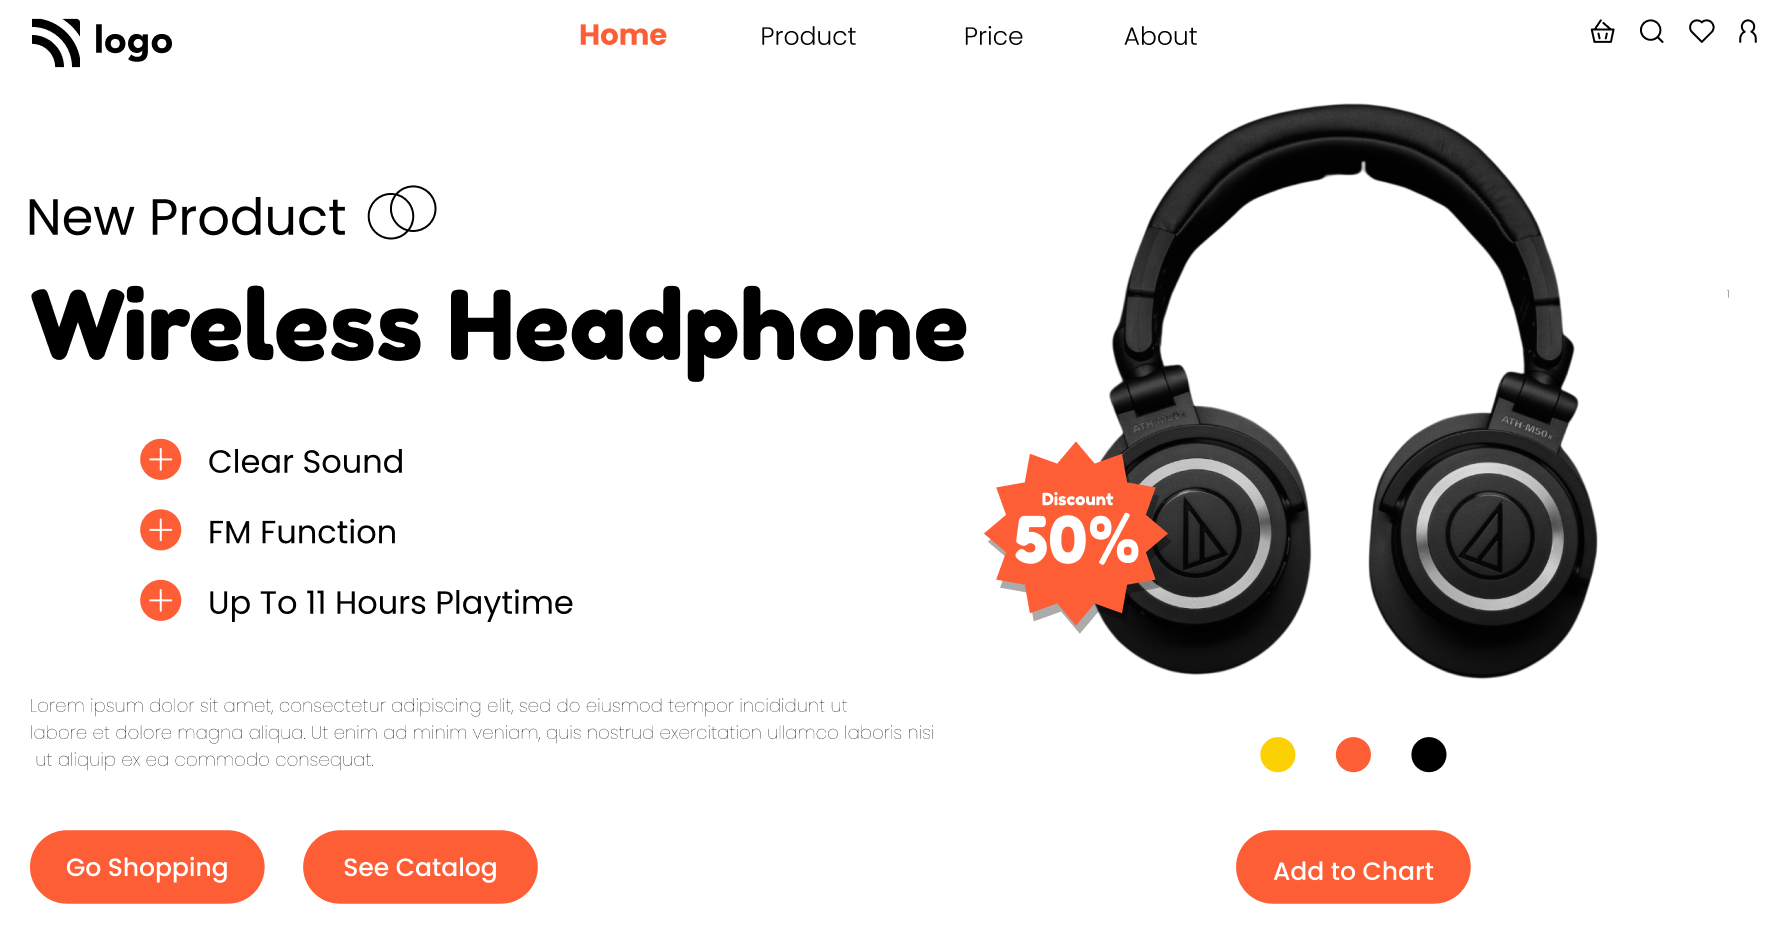 logo
Home
Product
Price
About
New Product
Wireless Headphone
Clear Sound
FM Function
Up To 11 Hours Playtime
Lorem ipsum dolor sit amet, consectetur adipiscing elit, sed do eiusmod tempor incididunt ut
labore et dolore magna aliqua. Ut enim ad minim veniam, quis nostrud exercitation ullamco laboris nisi
ut aliquip ex ea commodo consequat.
Go Shopping
See Catalog
ATH-M50x
ATH-M50x
Discount
50%
1
Add to Chart